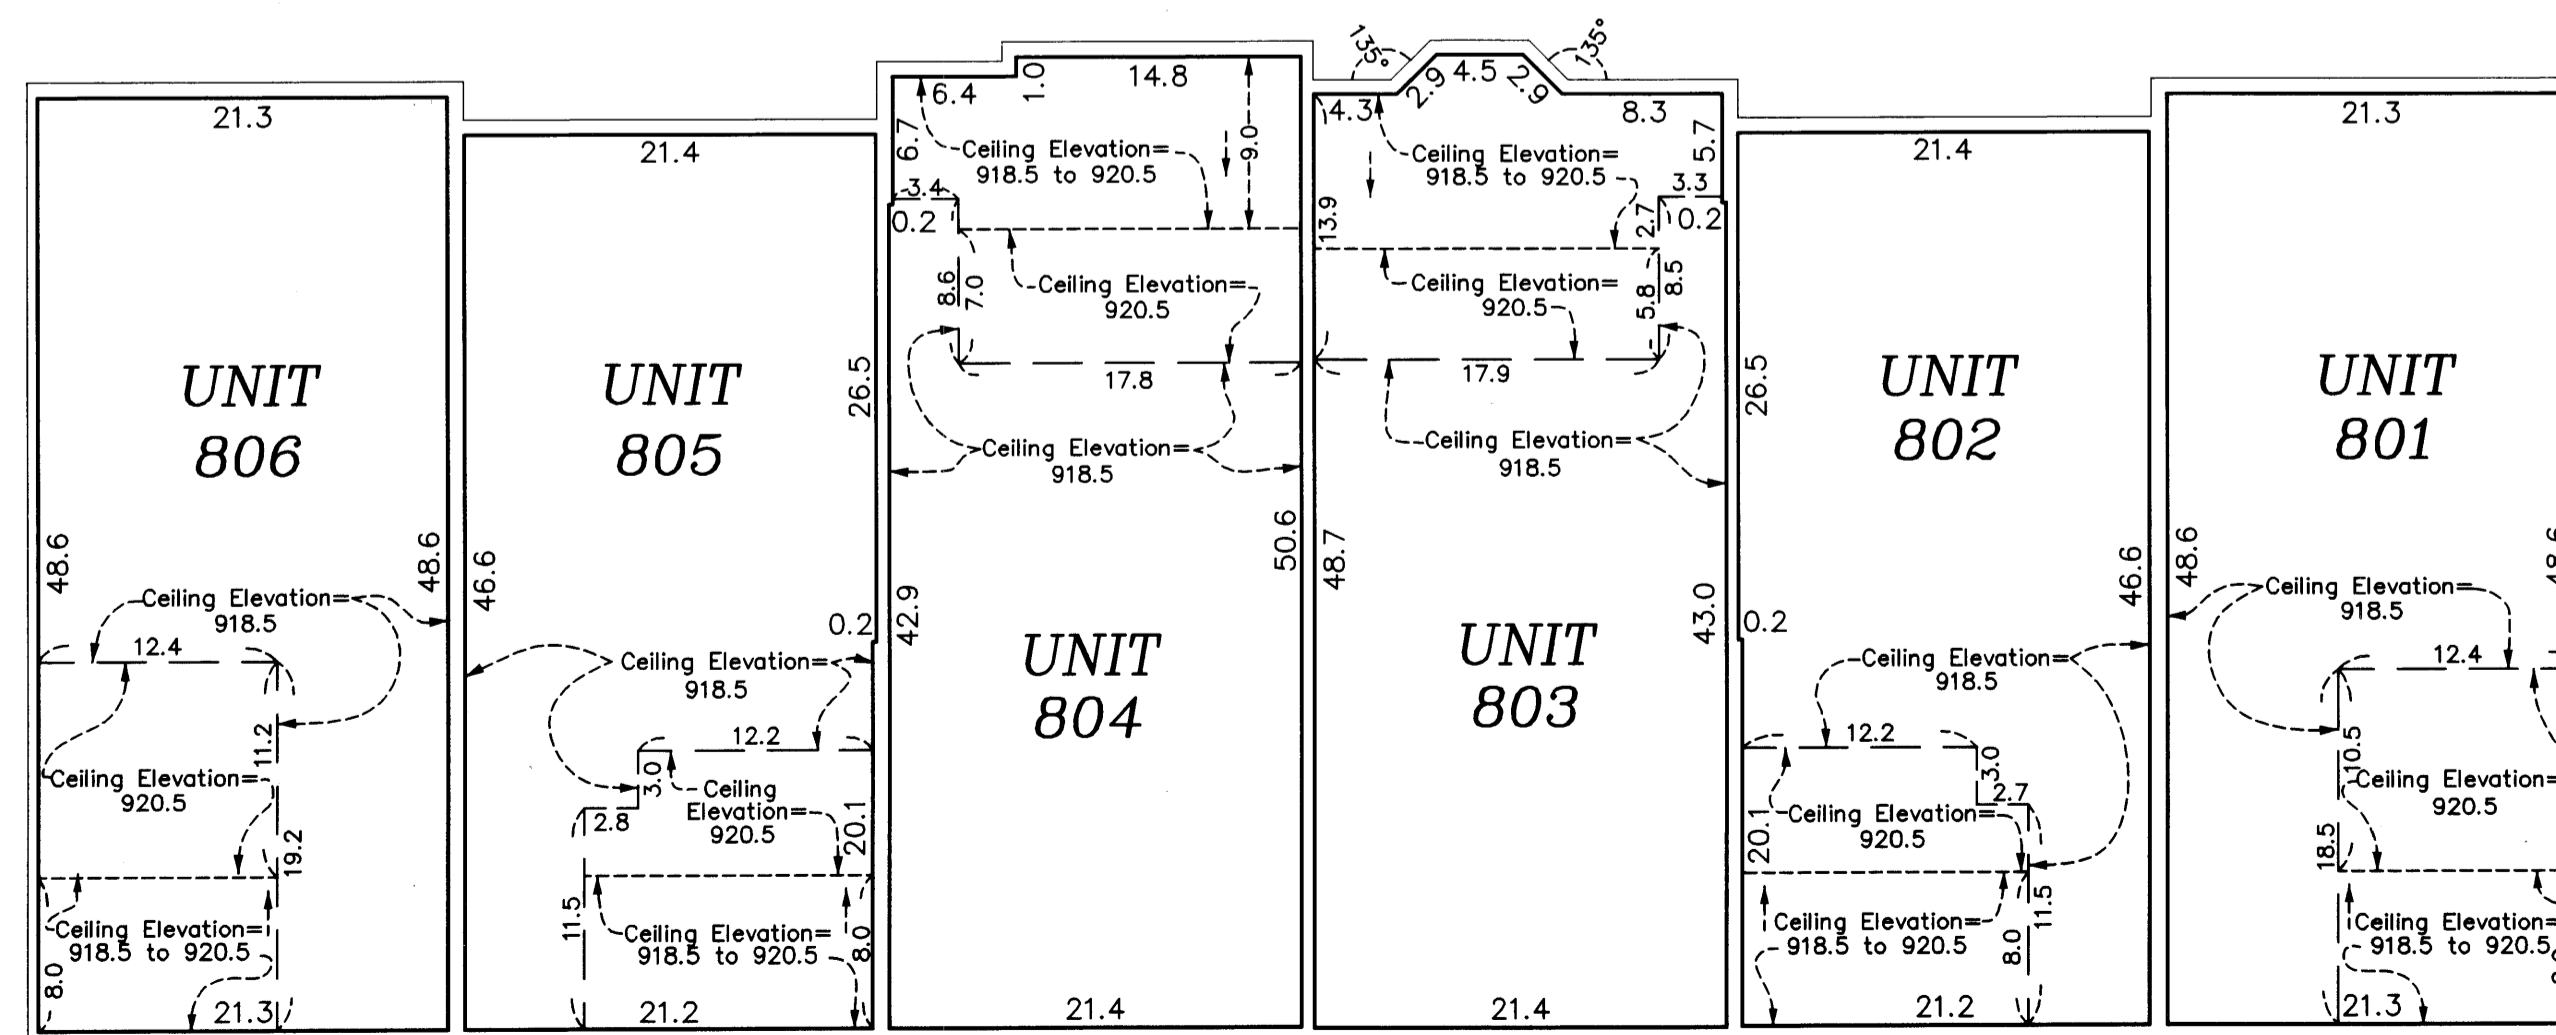 21.3
UNIT
806
48.6
48.6
Ceiling Elevation=
918.5
12.4
11.2
Ceiling Elevation=
920.5
19.2
Ceiling Elevation=
918.5 to 920.5
8.0
21.3
21.4
UNIT
805
26.5
46.6
0.2
Ceiling Elevation=
918.5
12.2
3.0
Ceiling
Elevation=
920.5
2.8
20.1
11.5
Ceiling Elevation=
918.5 to 920.5
8.0
21.2
6.4
1.0
14.8
6.7
Ceiling Elevation=
918.5 to 920.5
9.0
3.4
0.2
8.6
7.0
Ceiling Elevation=
920.5
17.8
Ceiling Elevation=
918.5
50.6
42.9
UNIT
804
21.4
135°
135°
2.9
4.5
2.9
4.3
8.3
Ceiling Elevation=
918.5 to 920.5
5.7
3.3
13.9
2.7
0.2
Ceiling Elevation=
920.5
5.8
8.5
17.9
Ceiling Elevation=
918.5
48.7
43.0
UNIT
803
21.4
21.4
UNIT
802
26.5
46.6
0.2
Ceiling Elevation=
918.5
12.2
3.0
2.7
Ceiling Elevation=
920.5
20.1
11.5
Ceiling Elevation=
918.5 to 920.5
8.0
21.2
21.3
UNIT
801
48.6
Ceiling Elevation=
918.5
12.4
10.5
Ceiling Elevation=
920.5
18.5
Ceiling Elevation=
918.5 to 920.5
21.3